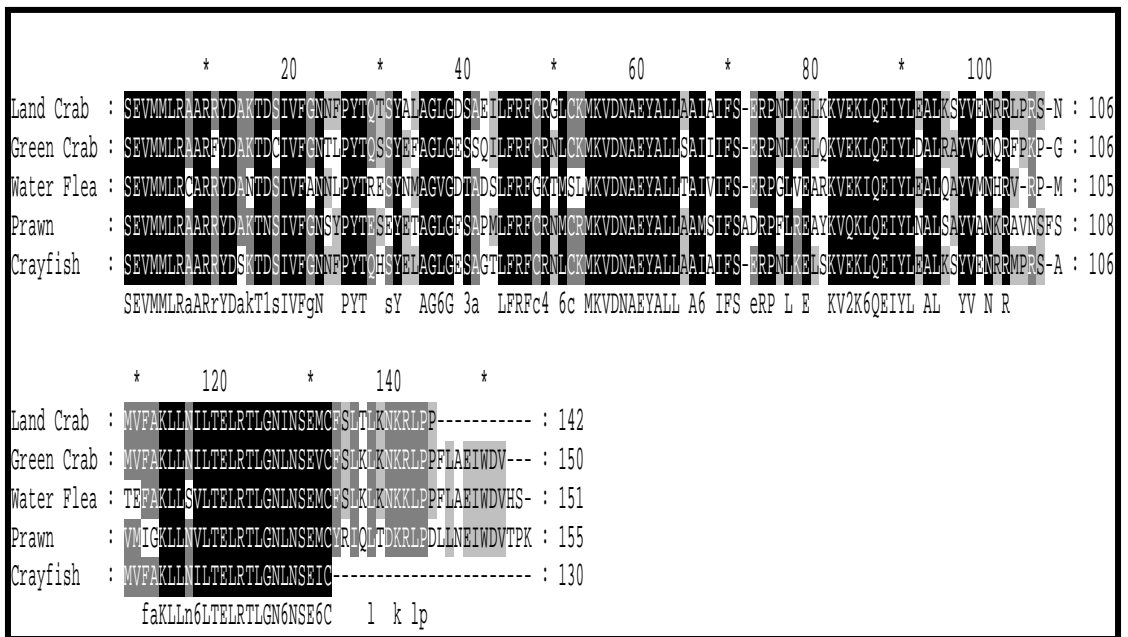 * 20 * 40 * 60 * 80 * 100
Land Crab : SEVMMLRAARRYDAKTDSIVFGNNFPYTQTSYALAGLGDSAEILFRFCRGLCKMKVDNAEYALLAAIAIFS-ERPNLKELKKVEKLQEIYLEALKSYVENRRLPRS-N : 106
Green Crab : SEVMMLRAARFYDAKTDCIVFGNTLPYTQSSYEFAGLGESSQILFRFCRNLCKMKVDNAEYALLSAIIIFS-ERPNLKELQKVEKLQEIYLDALRAYVCNQRFPKP-G : 106
Water Flea : SEVMMLRCARRYDANTDSIVFANNLPYTRESYNMAGVGDTADSLFRFGKTMSLMKVDNAEYALLTAIVIFS-ERPGLVEARKVEKIQEIYLEALQAYVMNHRV-RP-M : 105
Prawn : SEVMMLRAARRYDAKTNSIVFGNSYPYTESEYETAGLGFSAPMLFRFCRNMCRMKVDNAEYALLAAMSIFSADRPFLREAYKVQKLQEIYLNALSAYVANKRAVNSFS : 108
Crayfish : SEVMMLRAARRYDSKTDSIVFGNNFPYTQHSYELAGLGESAGTLFRFCRNLCKMKVDNAEYALLAAIAIFS-ERPNLKELSKVEKLQEIYLEALKSYVENRRMPRS-A : 106
SEVMMLRaARrYDakT1sIVFgN PYT sY AG6G 3a LFRFc4 6c MKVDNAEYALL A6 IFS eRP L E KV2K6QEIYL AL YV N R
* 120 * 140 *
Land Crab : MVFAKLLNILTELRTLGNINSEMCFSLTLKNKRLPP----------- : 142
Green Crab : MVFAKLLNILTELRTLGNLNSEVCFSLKLKNKRLPPFLAEIWDV--- : 150
Water Flea : TEFAKLLSVLTELRTLGNLNSEMCFSLKLKNKKLPPFLAEIWDVHS- : 151
Prawn : VMIGKLLNVLTELRTLGNLNSEMCYRLQLTDKRLPDLLNEIWDVTPK : 155
Crayfish : MVFAKLLNILTELRTLGNLNSEIC----------------------- : 130
faKLLn6LTELRTLGN6NSE6C l k lp